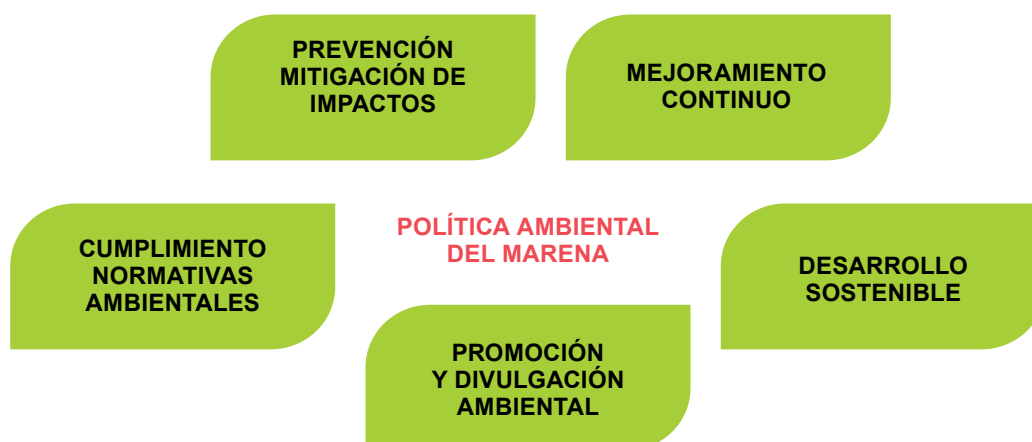 PREVENCIÓN
MITIGACIÓN DE
IMPACTOS
MEJORAMIENTO
CONTINUO
CUMPLIMIENTO
NORMATIVAS
AMBIENTALES
POLÍTICA AMBIENTAL
DEL MARENA
DESARROLLO
SOSTENIBLE
PROMOCIÓN
Y DIVULGACIÓN
AMBIENTAL